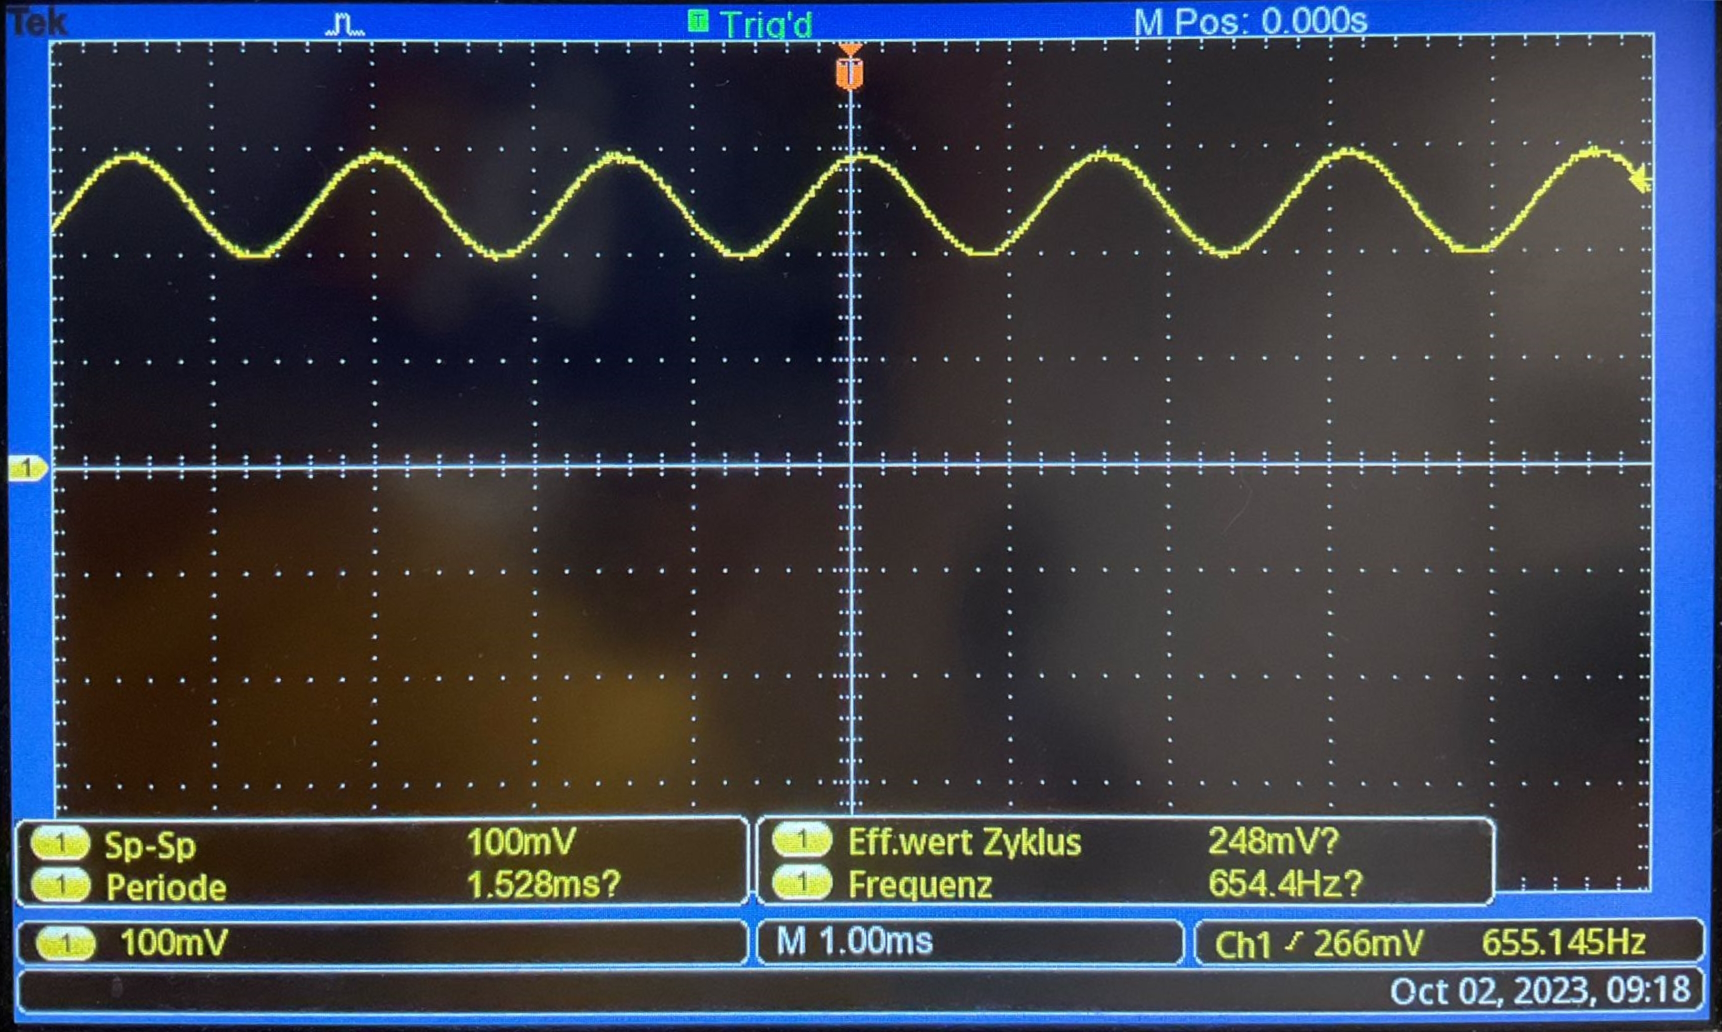 Tek T Trig'd M Pos: 0.000s
T
1
1 Sp-Sp 100mV 1 Eff.wert Zyklus 248mV?
1 Periode 1.528ms? 1 Frequenz 654.4Hz?
1 100mV M 1.00ms Ch1 266mV 655.145Hz
Oct 02, 2023, 09:18